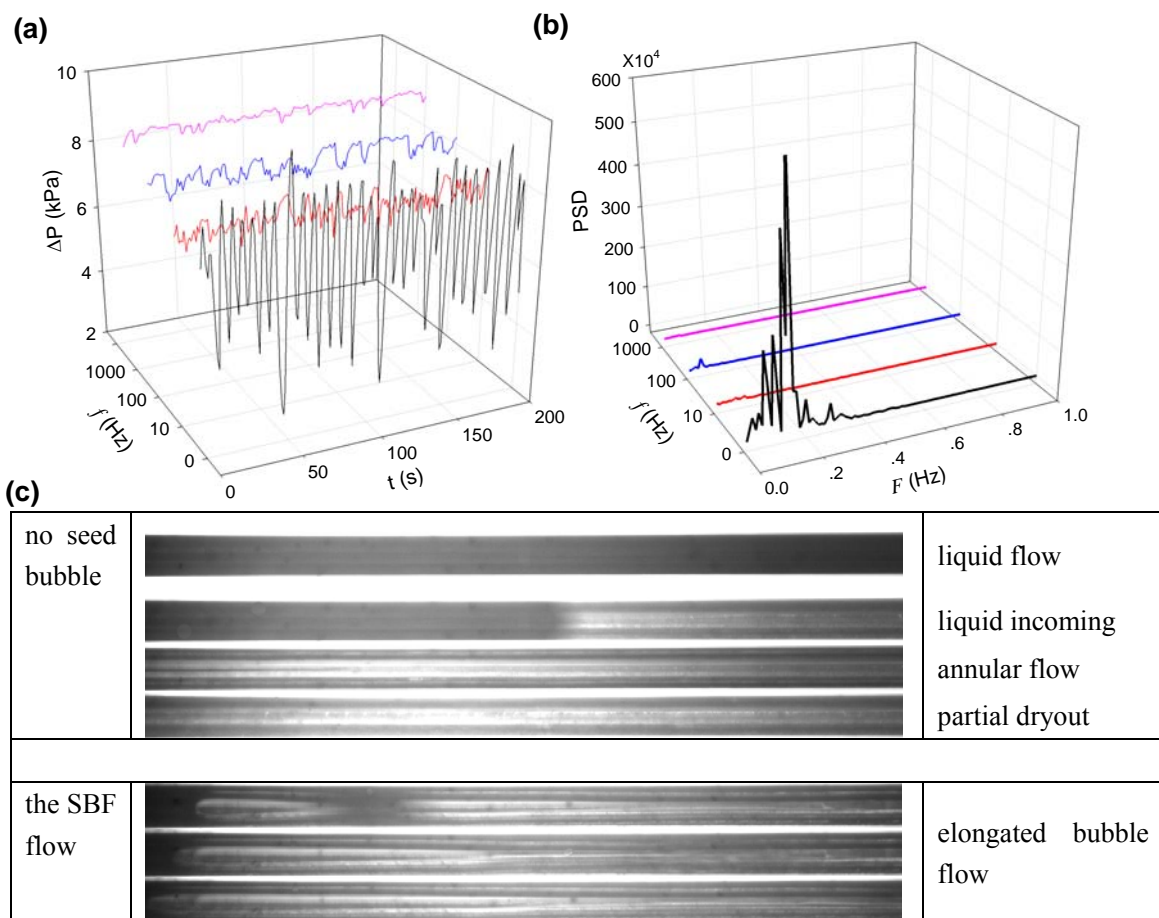 (a)
10
8
6
4
2
ΔP (kPa)
1000
100
10
0
f (Hz)
0
50
100
150
200
t (s)
(b)
X10⁴
600
500
400
300
200
100
0
PSD
1000
100
10
0
f (Hz)
0.0
.2
.4
.6
.8
1.0
F (Hz)
(c)
no seed
bubble
liquid flow
liquid incoming
annular flow
partial dryout
the SBF
flow
elongated bubble
flow